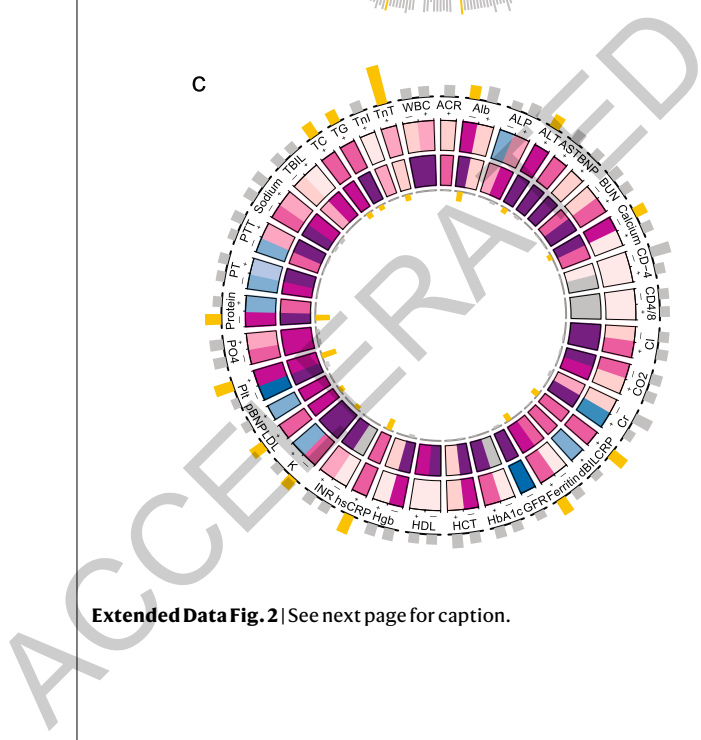 C
WBC
ACR
Alb
ALP
ALT
AST
BNP
BUN
Calcium
CD-4
CD4/8
Cl
CO2
Cr
CRP
dBIL
Ferritin
GFR
HbA1c
HCT
HDL
Hgb
hsCRP
INR
K
LDL
pBNP
Plt
PO4
Protein
PT
PTT
Sodium
TBIL
TC
TG
TnI
TnT
Extended Data Fig. 2 | See next page for caption.